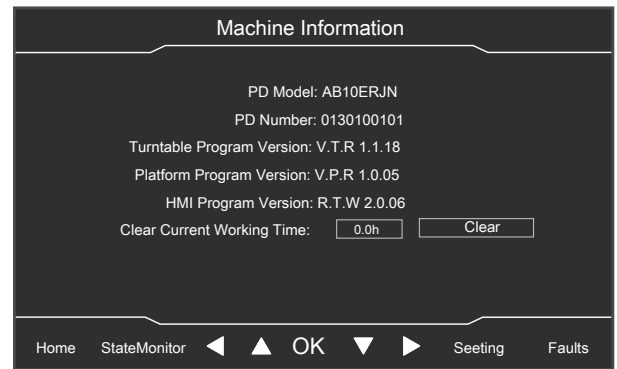 Machine Information
PD Model: AB10ERJN
PD Number: 0130100101
Turntable Program Version: V.T.R 1.1.18
Platform Program Version: V.P.R 1.0.05
HMI Program Version: R.T.W 2.0.06
Clear Current Working Time: 0.0h Clear
Home StateMonitor ◀ ▲ OK ▼ ▶ Seeting Faults